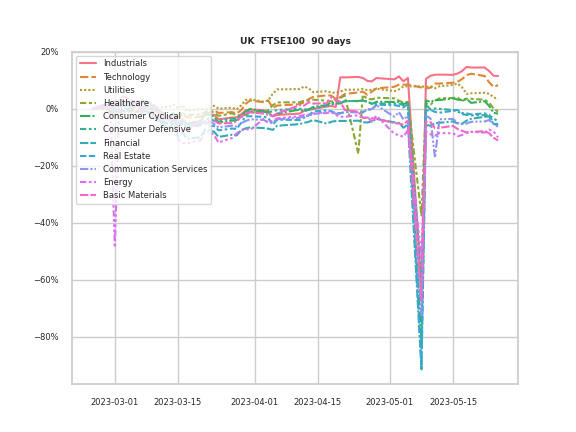 UK FTSE100 90 days
20%
0%
−20%
−40%
−60%
−80%
Industrials
Technology
Utilities
Healthcare
Consumer Cyclical
Consumer Defensive
Financial
Real Estate
Communication Services
Energy
Basic Materials
2023-03-01 2023-03-15 2023-04-01 2023-04-15 2023-05-01 2023-05-15